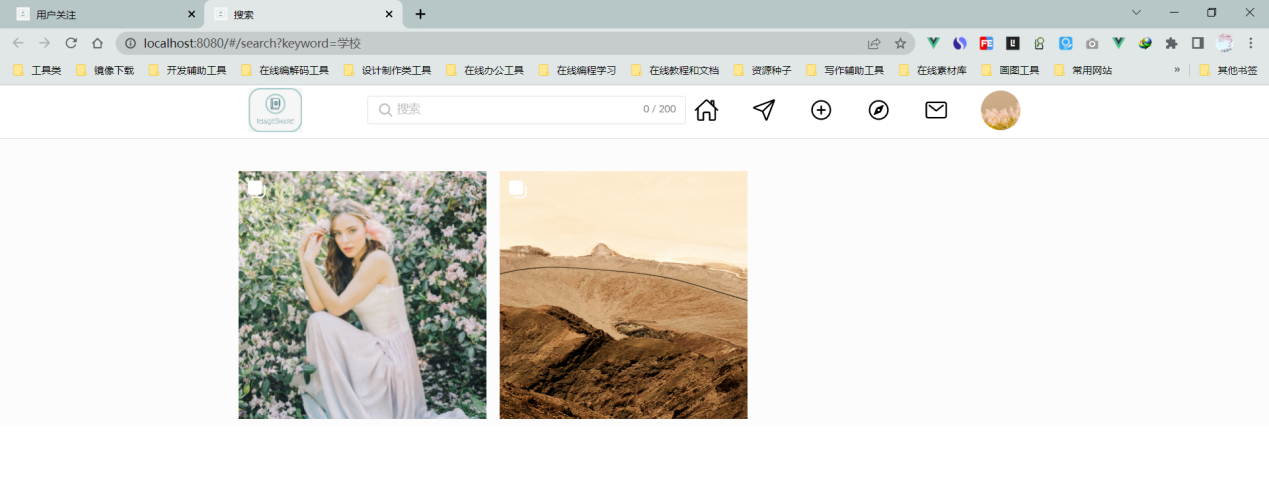 用户关注
搜索
localhost:8080/#/search?keyword=学校
工具类 镜像下载 开发辅助工具 在线编解码工具 设计制作类工具 在线办公工具 在线编程学习 在线教程和文档 资源种子 写作辅助工具 在线素材库 画图工具 常用网站 » 其他书签
IMAGESHARE
搜索 0 / 200